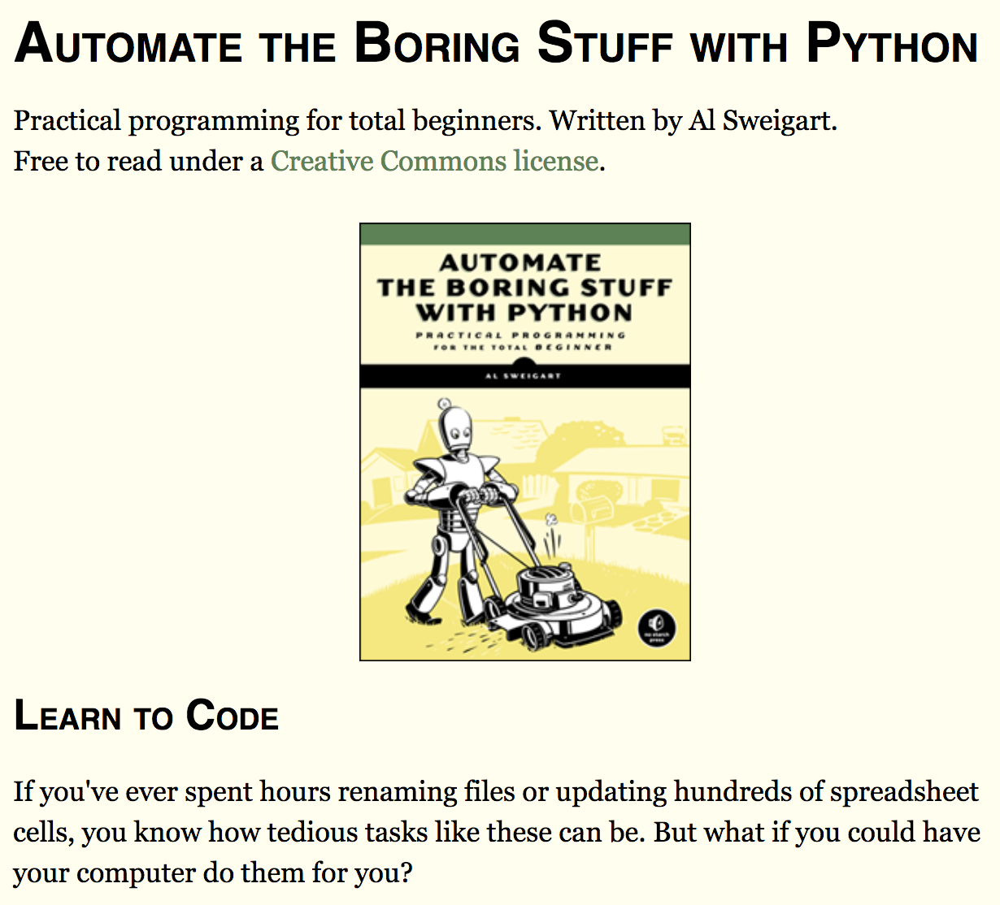 Automate the Boring Stuff with Python
Practical programming for total beginners. Written by Al Sweigart.
Free to read under a Creative Commons license.
AUTOMATE
THE BORING STUFF
WITH PYTHON
PRACTICAL PROGRAMMING
FOR THE TOTAL BEGINNER
AL SWEIGART
no starch
press
Learn to Code
If you've ever spent hours renaming files or updating hundreds of spreadsheet
cells, you know how tedious tasks like these can be. But what if you could have
your computer do them for you?